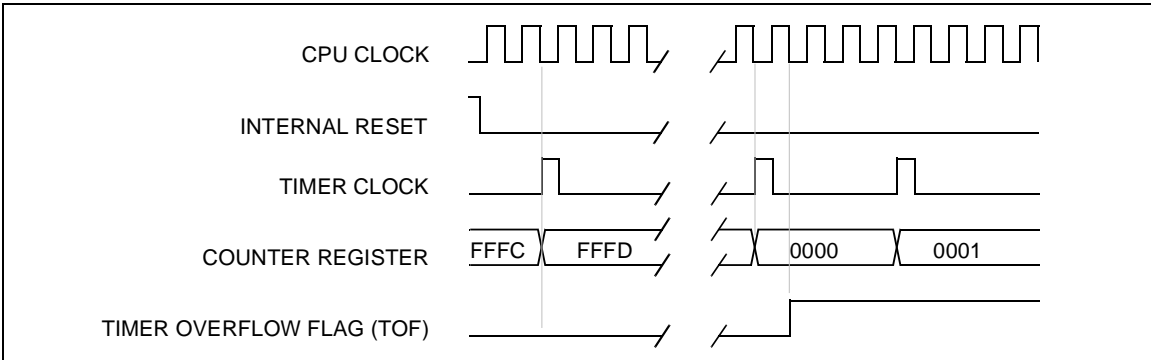 CPU CLOCK
INTERNAL RESET
TIMER CLOCK
COUNTER REGISTER FFFC FFFD 0000 0001
TIMER OVERFLOW FLAG (TOF)